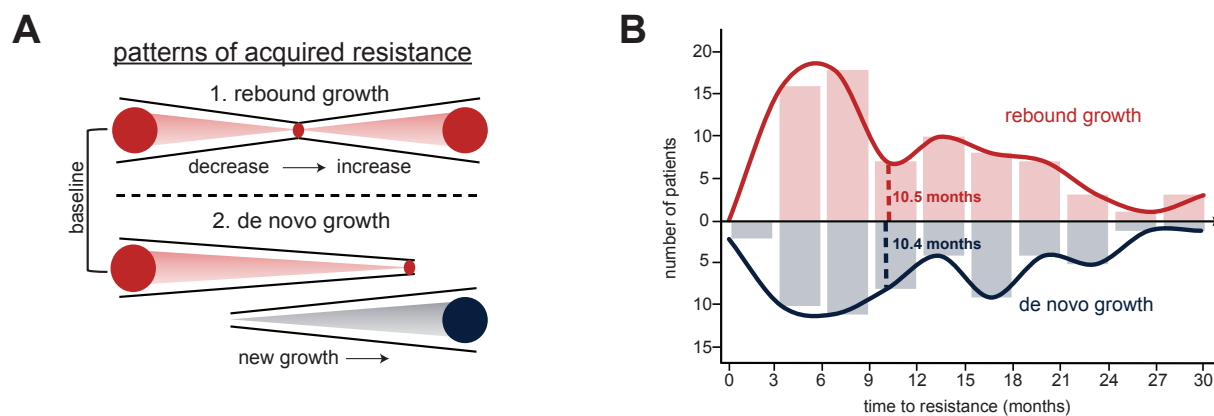 A
patterns of acquired resistance
1. rebound growth
decrease
increase
baseline
2. de novo growth
new growth
B
20
15
10
5
0
5
10
15
number of patients
rebound growth
10.5 months
10.4 months
de novo growth
0 3 6 9 12 15 18 21 24 27 30
time to resistance (months)